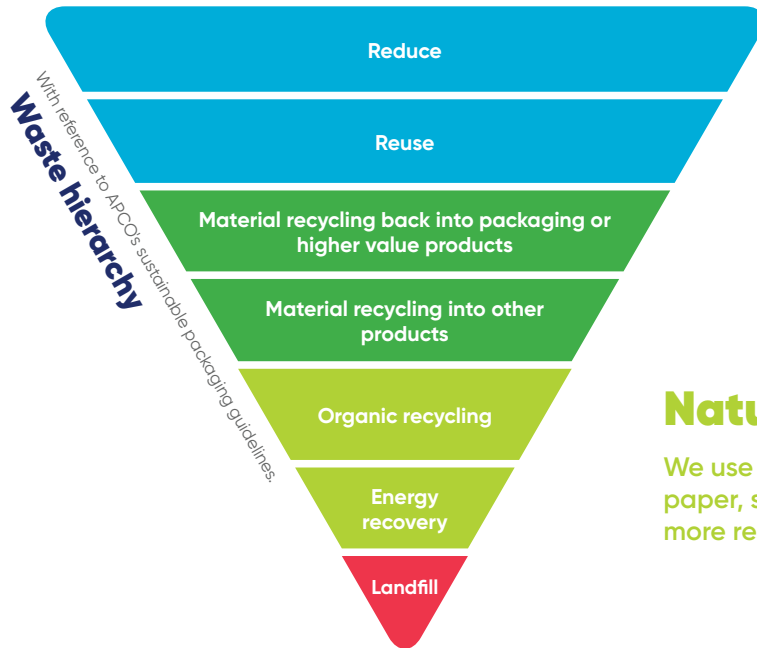 Reduce
Reuse
Material recycling back into packaging or
higher value products
Material recycling into other
products
Organic recycling
Energy
recovery
Landfill
Waste hierarchy
With reference to APCO's sustainable packaging guidelines.
We use
paper,
more